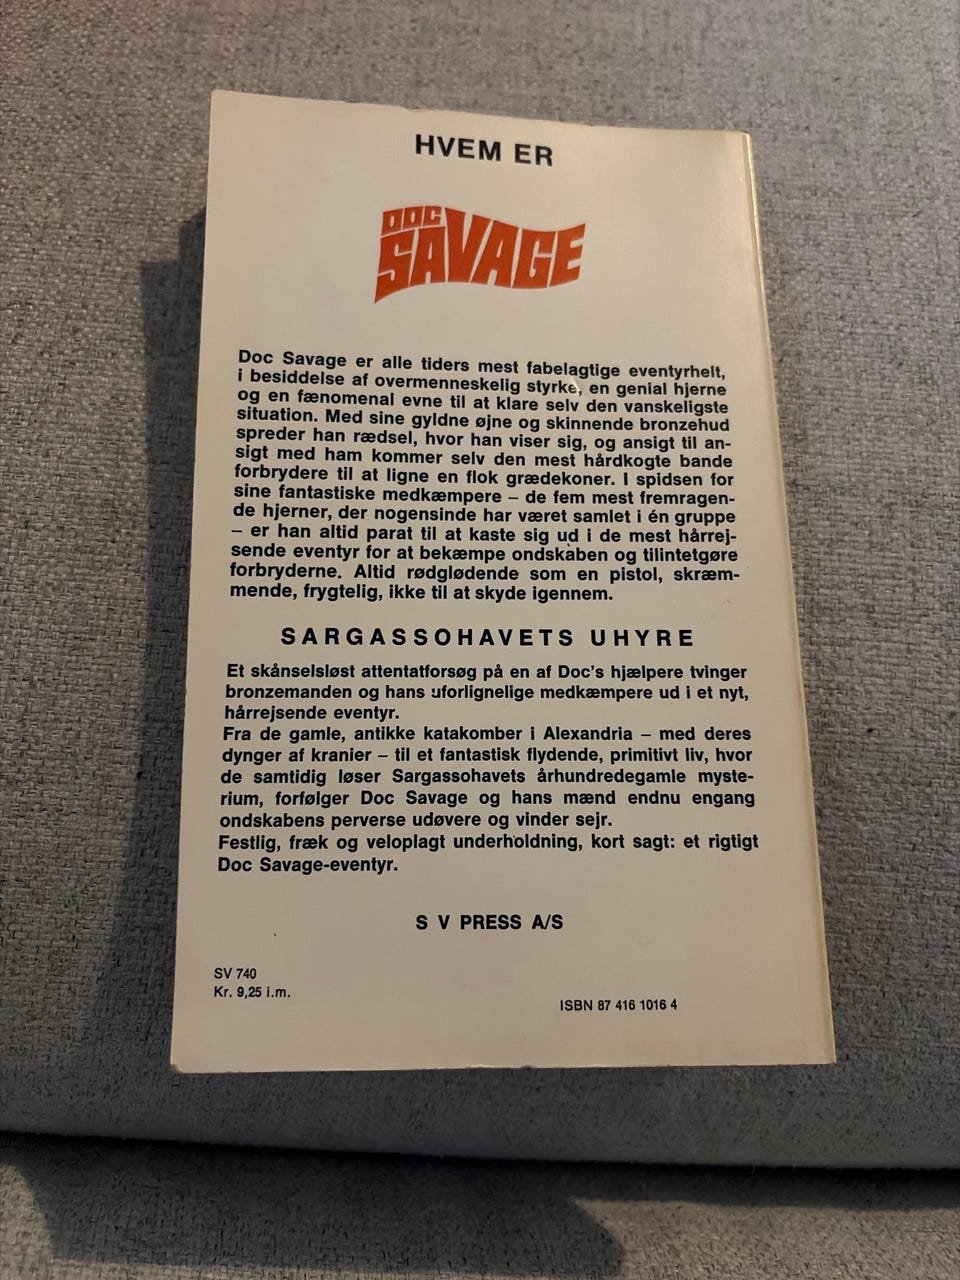 HVEM ER
DOC
SAVAGE
Doc Savage er alle tiders mest fabelagtige eventyrhelt,
i besiddelse af overmenneskelig styrke, en genial hjerne
og en fænomenal evne til at klare selv den vanskeligste
situation. Med sine gyldne øjne og skinnende bronzehud
spreder han rædsel, hvor han viser sig, og ansigt til an-
sigt med ham kommer selv den mest hårdkogte bande
forbrydere til at ligne en flok grædekoner. I spidsen for
sine fantastiske medkæmpere – de fem mest fremragen-
de hjerner, der nogensinde har været samlet i én gruppe
– er han altid parat til at kaste sig ud i de mest hårrej-
sende eventyr for at bekæmpe ondskaben og tilintetgøre
forbryderne. Altid rødglødende som en pistol, skræm-
mende, frygtelig, ikke til at skyde igennem.
SARGASSOHAVETS UHYRE
Et skånselsløst attentatforsøg på en af Doc's hjælpere tvinger
bronzemanden og hans uforlignelige medkæmpere ud i et nyt,
hårrejsende eventyr.
Fra de gamle, antikke katakomber i Alexandria – med deres
dynger af kranier – til et fantastisk flydende, primitivt liv, hvor
de samtidig løser Sargassohavets århundredegamle myste-
rium, forfølger Doc Savage og hans mænd endnu engang
ondskabens perverse udøvere og vinder sejr.
Festlig, fræk og veloplagt underholdning, kort sagt: et rigtigt
Doc Savage-eventyr.
S V PRESS A/S
SV 740
Kr. 9,25 i.m.
ISBN 87 416 1016 4